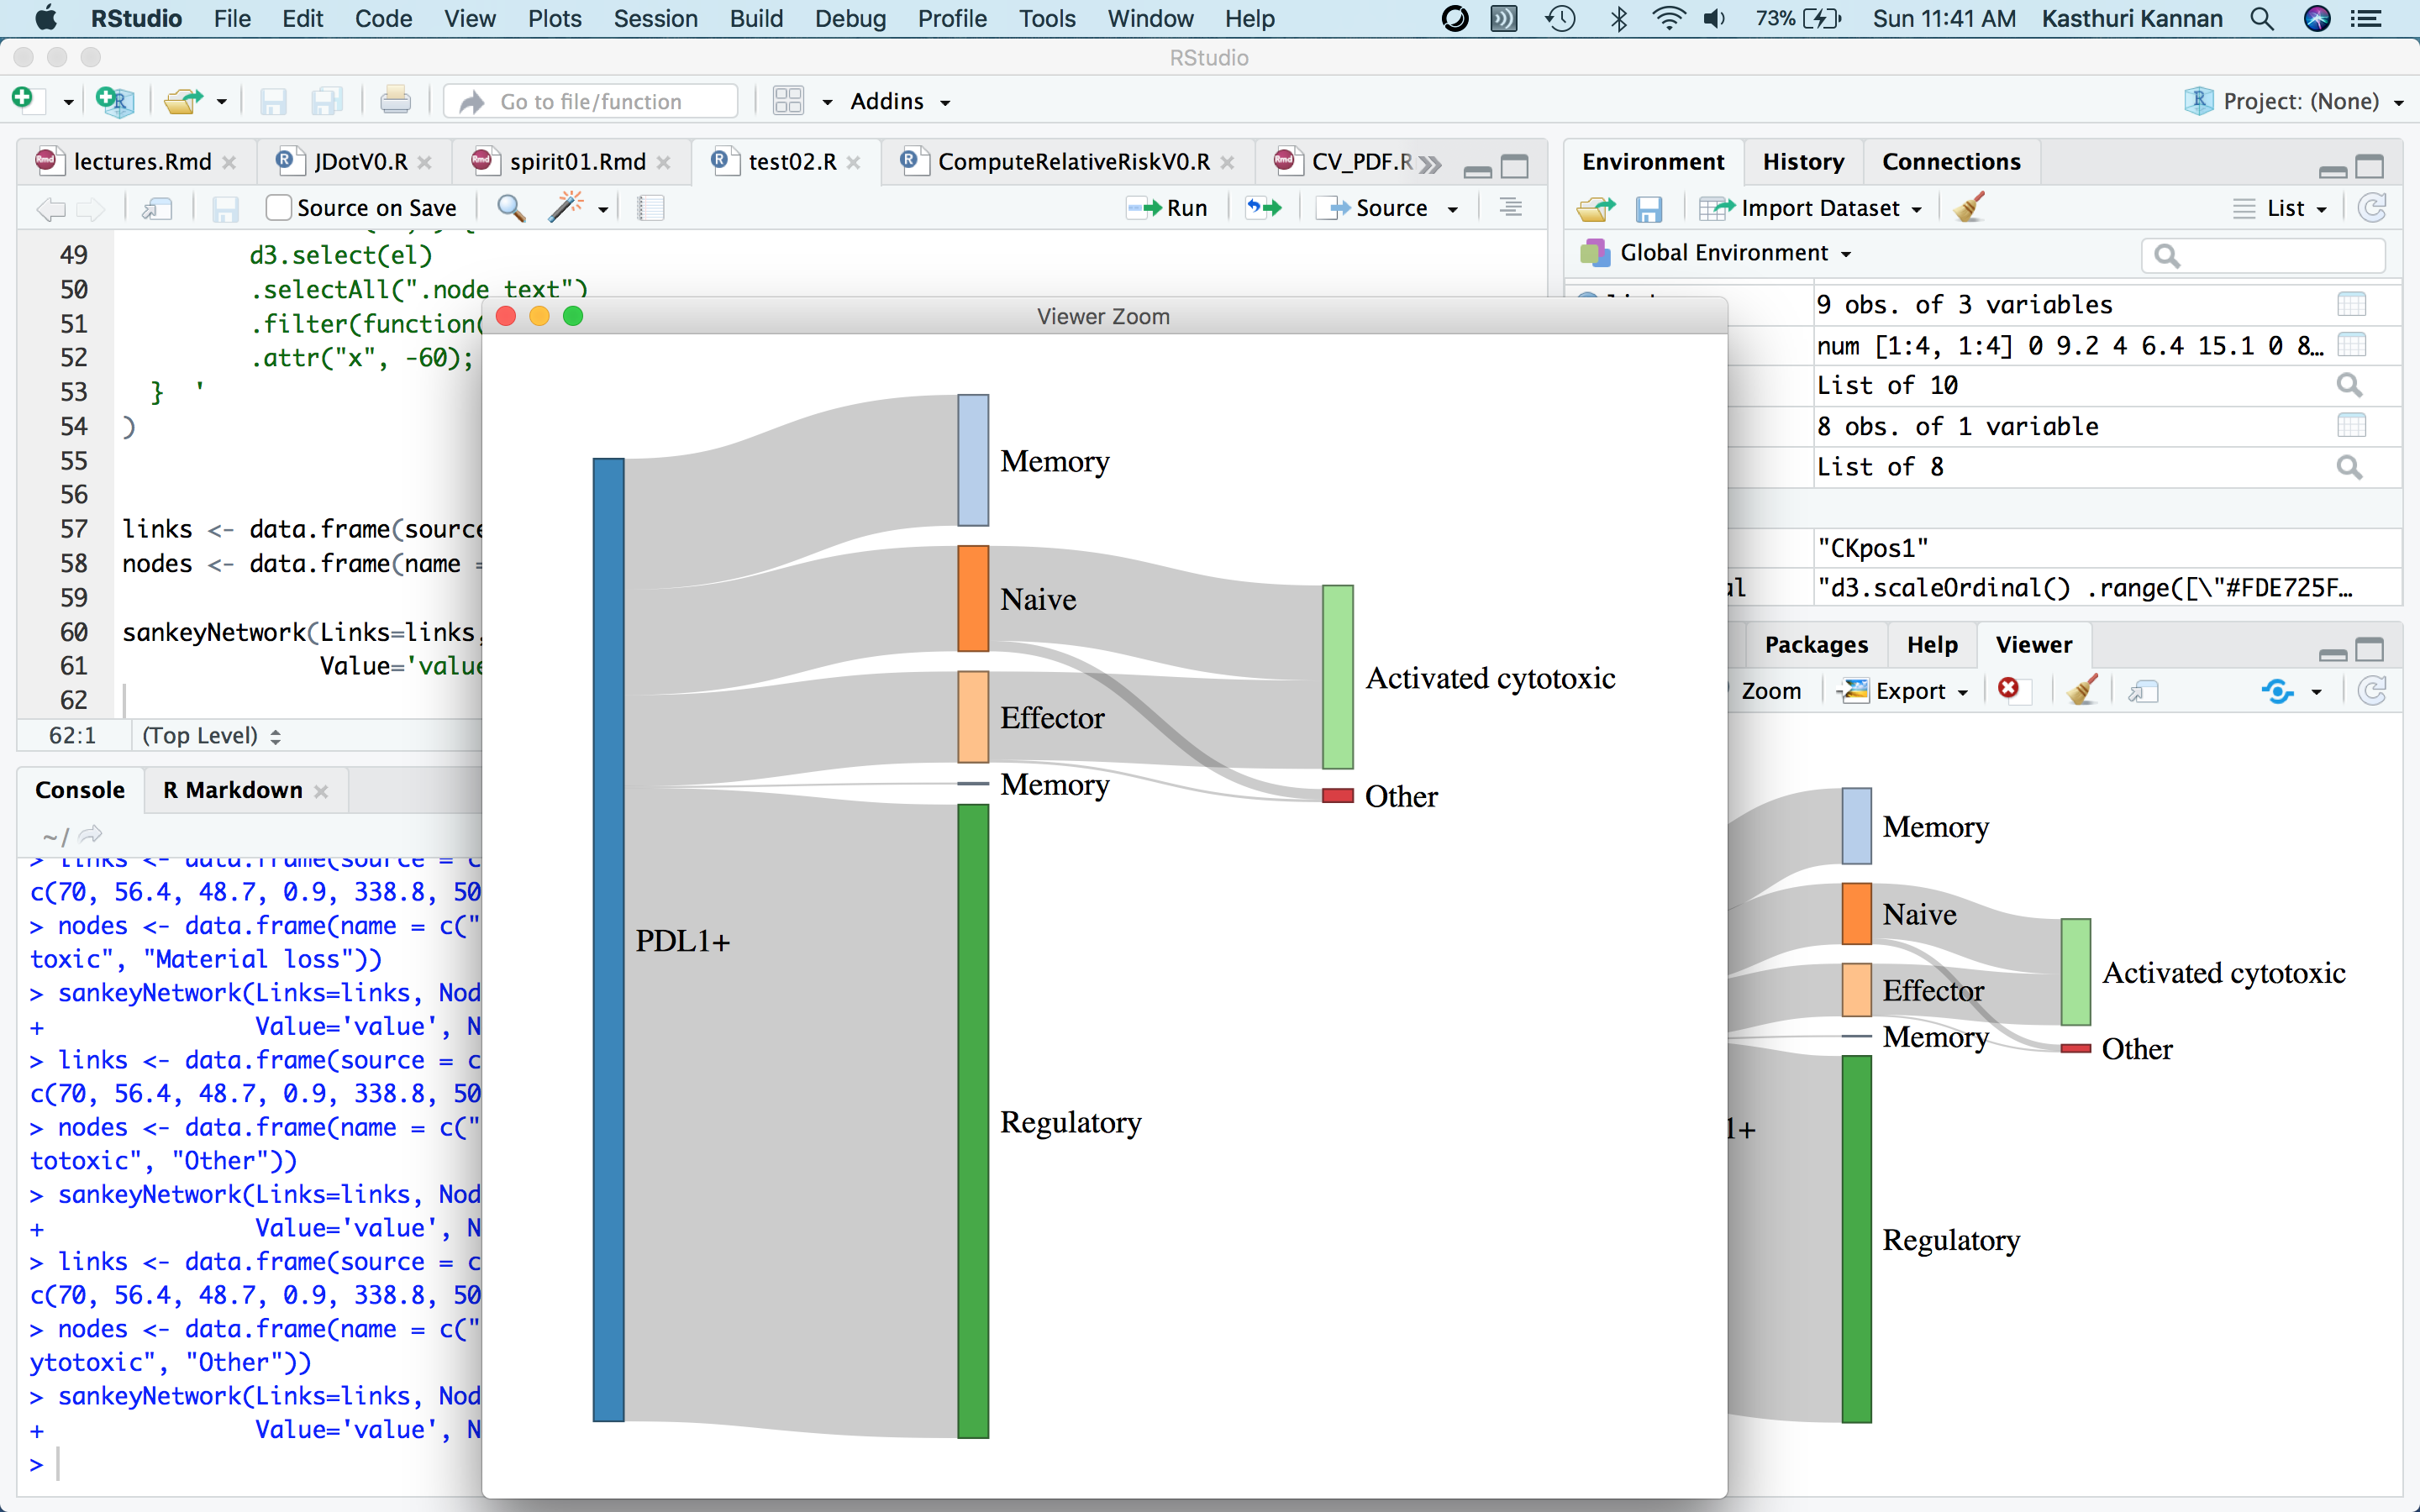 RStudio File Edit Code View Plots Session Build Debug Profile Tools Window Help 73% Sun 11:41 AM Kasthuri Kannan
RStudio
Go to file/function Addins Project: (None)
lectures.Rmd JDotV0.R spirit01.Rmd test02.R ComputeRelativeRiskV0.R CV_PDF.R
Source on Save Run Source
49 d3.select(el)
50 .selectAll(".node text")
51 .filter(function(
52 .attr("x", -60);
53 } '
54 )
55
56
57 links <- data.frame(source
58 nodes <- data.frame(name =
59
60 sankeyNetwork(Links=links,
61 Value='value
62
62:1 (Top Level)
Console R Markdown
~/
> links <- data.frame(source = c
c(70, 56.4, 48.7, 0.9, 338.8, 50
> nodes <- data.frame(name = c("
toxic", "Material loss"))
> sankeyNetwork(Links=links, Nod
+ Value='value', N
> links <- data.frame(source = c
c(70, 56.4, 48.7, 0.9, 338.8, 50
> nodes <- data.frame(name = c("
totoxic", "Other"))
> sankeyNetwork(Links=links, Nod
+ Value='value', N
> links <- data.frame(source = c
c(70, 56.4, 48.7, 0.9, 338.8, 50
> nodes <- data.frame(name = c("
ytotoxic", "Other"))
> sankeyNetwork(Links=links, Nod
+ Value='value', N
>
Viewer Zoom
Memory
Naive
Activated cytotoxic
Effector
Memory
Other
PDL1+
Regulatory
Environment History Connections
Import Dataset List
Global Environment
9 obs. of 3 variables
num [1:4, 1:4] 0 9.2 4 6.4 15.1 0 8…
List of 10
8 obs. of 1 variable
List of 8
"CKpos1"
al "d3.scaleOrdinal() .range([\"#FDE725F…
Packages Help Viewer
Zoom Export
Memory
Naive
Activated cytotoxic
Effector
Memory
Other
1+
Regulatory